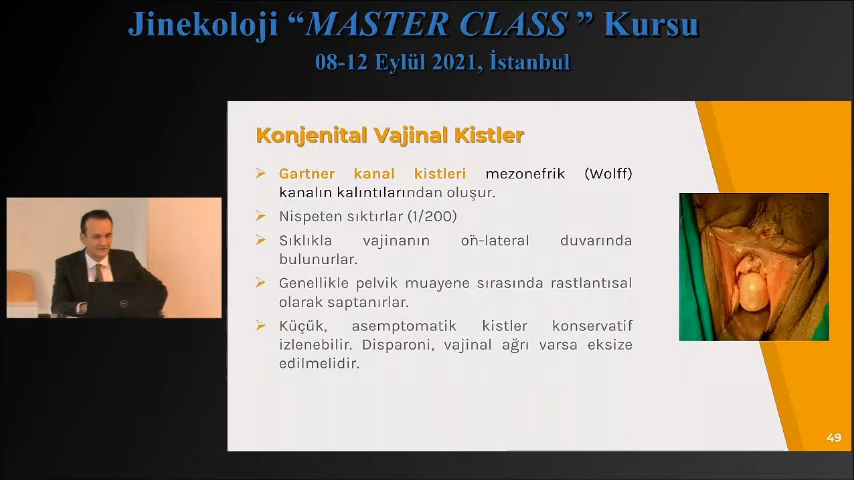 Jinekoloji “MASTER CLASS ” Kursu
08-12 Eylül 2021, İstanbul
Konjenital Vajinal Kistler
Gartner kanal kistleri mezonefrik (Wolff)
kanalın kalıntılarından oluşur.
Nispeten sıktırlar (1/200)
Sıklıkla vajinanın ön-lateral duvarında
bulunurlar.
Genellikle pelvik muayene sırasında rastlantısal
olarak saptanırlar.
Küçük, asemptomatik kistler konservatif
izlenebilir. Disparoni, vajinal ağrı varsa eksize
edilmelidir.
49